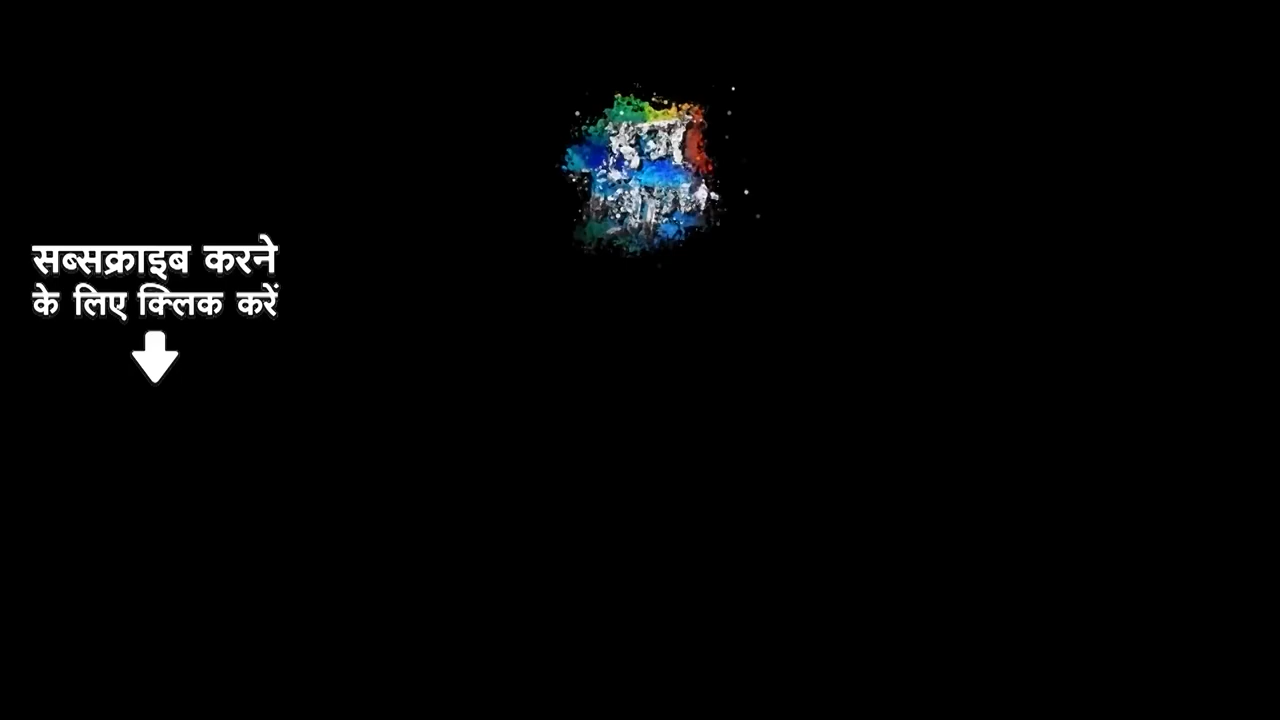 सब्सक्राइब करने
के लिए क्लिक करें